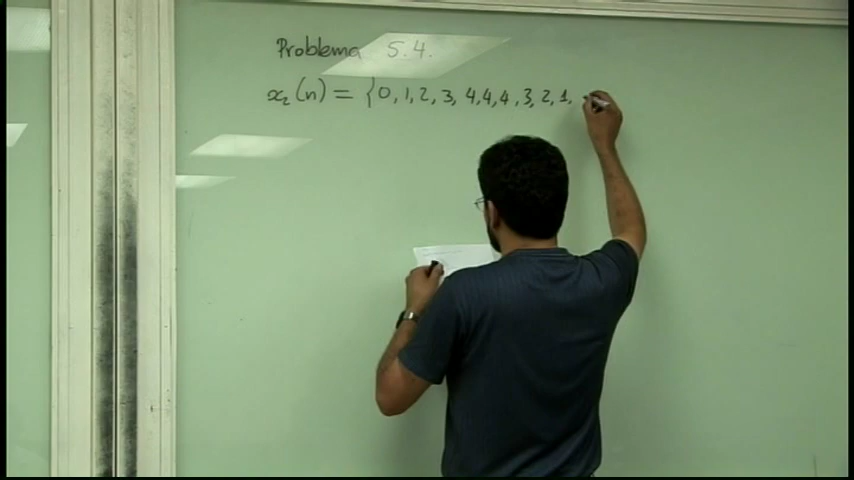 Problema 5.4.
x₂(n) = {0, 1, 2, 3, 4, 4, 4, 3, 2, 1,